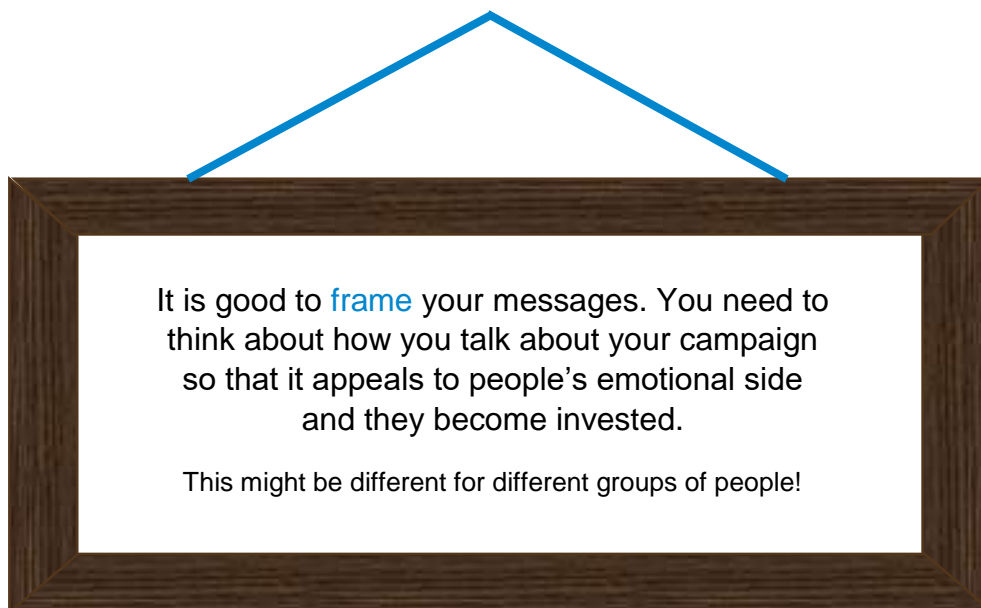 It is good to frame your messages. You need to
think about how you talk about your campaign
so that it appeals to people’s emotional side
and they become invested.
This might be different for different groups of people!